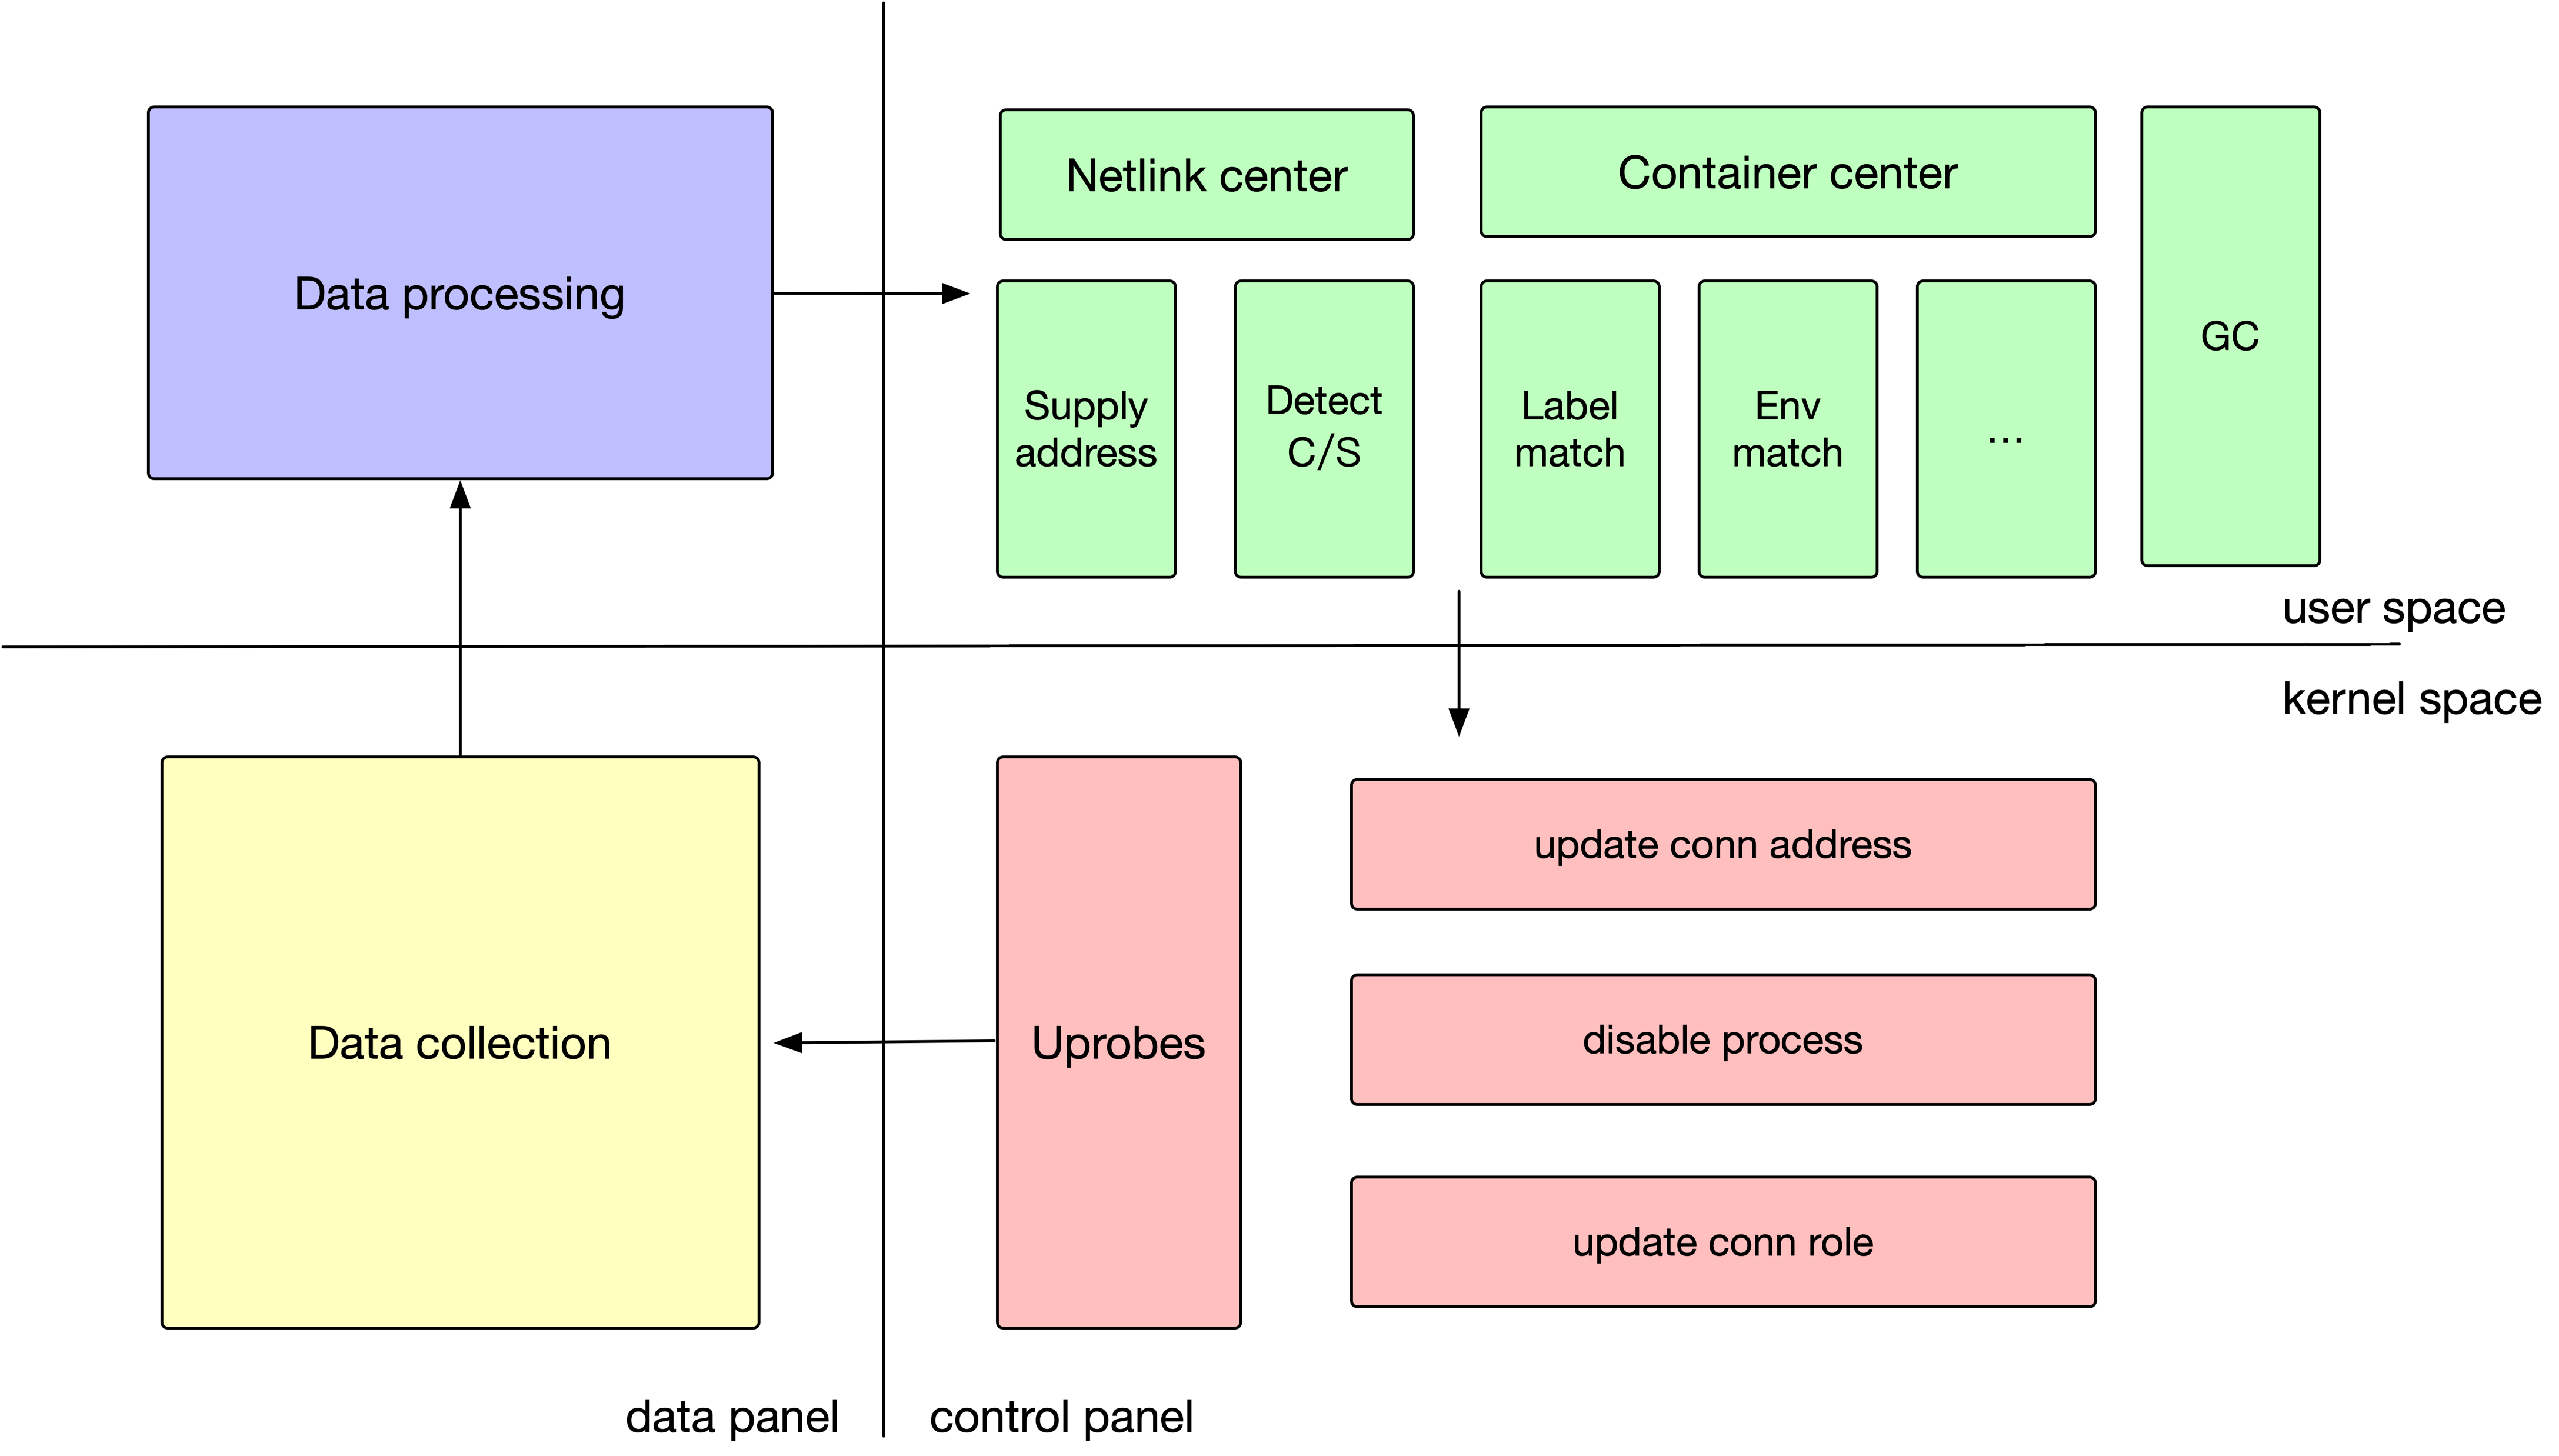 Data processing
Netlink center
Container center
GC
Supply
address
Detect
C/S
Label
match
Env
match
...
user space
kernel space
Data collection
Uprobes
update conn address
disable process
update conn role
data panel
control panel